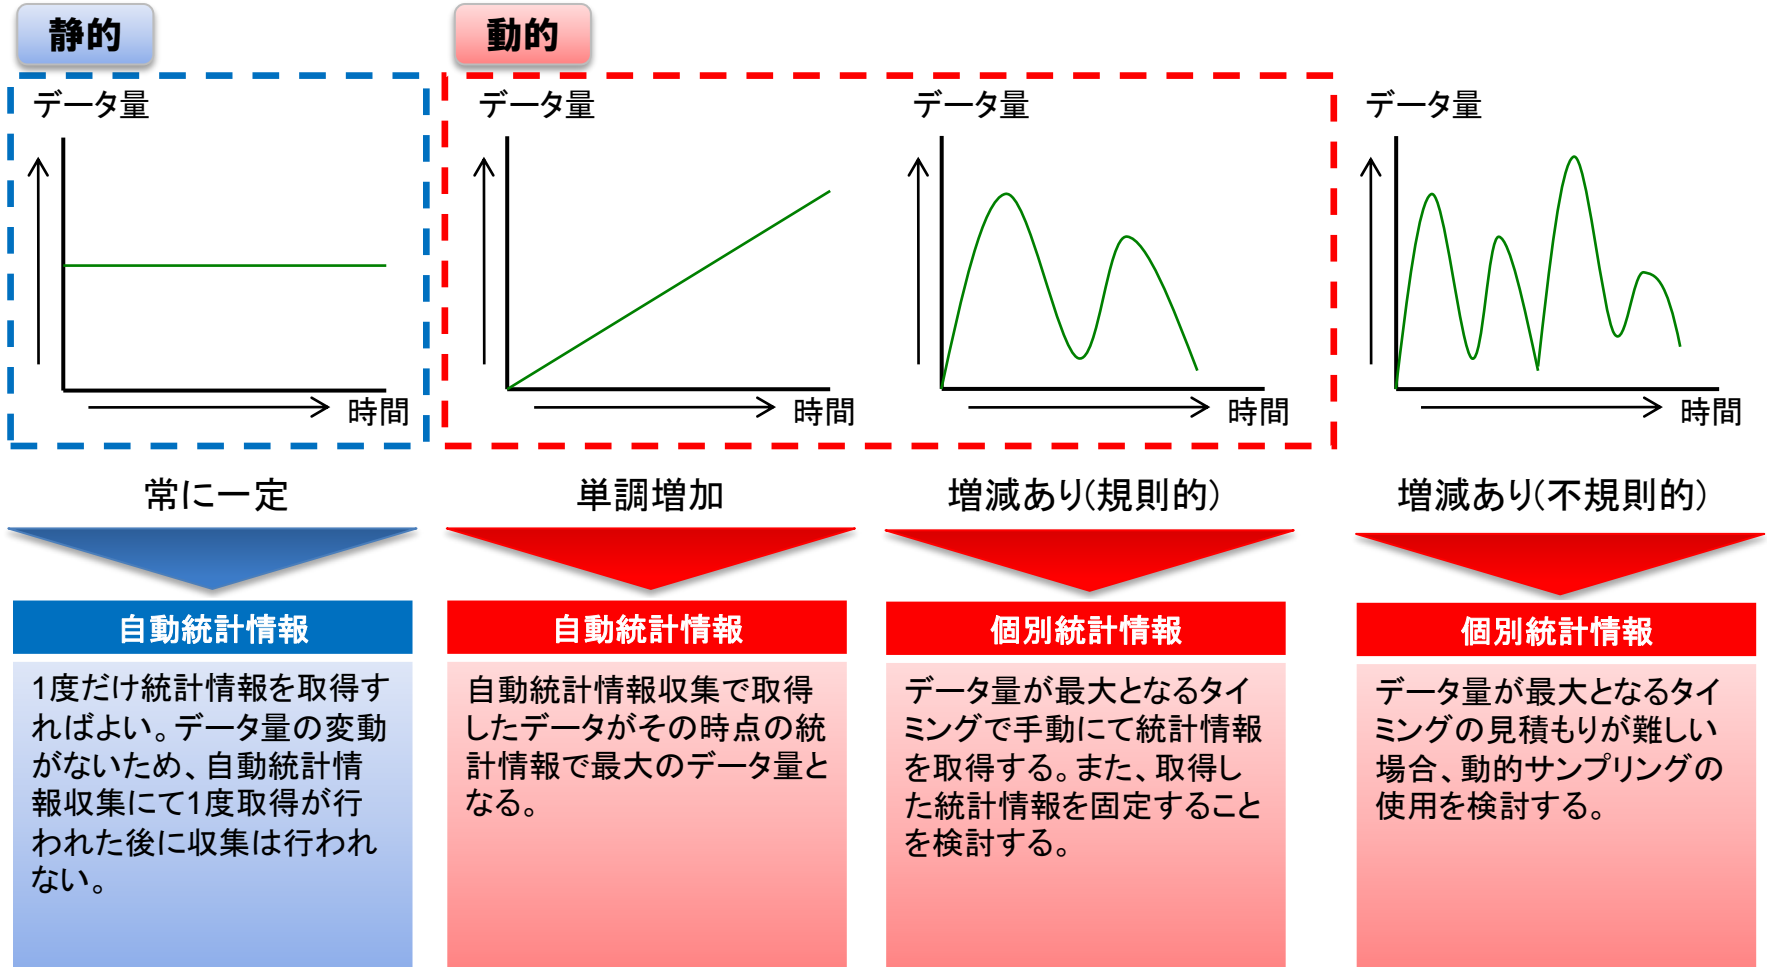 静的
動的
データ量
時間
データ量
時間
データ量
時間
データ量
時間
常に一定
単調増加
増減あり(規則的)
増減あり(不規則的)
自動統計情報
1度だけ統計情報を取得す
ればよい。データ量の変動
がないため、自動統計情
報収集にて1度取得が行
われた後に収集は行われ
ない。
自動統計情報
自動統計情報収集で取得
したデータがその時点の統
計情報で最大のデータ量と
なる。
個別統計情報
データ量が最大となるタイ
ミングで手動にて統計情報
を取得する。また、取得し
た統計情報を固定すること
を検討する。
個別統計情報
データ量が最大となるタイ
ミングの見積もりが難しい
場合、動的サンプリングの
使用を検討する。